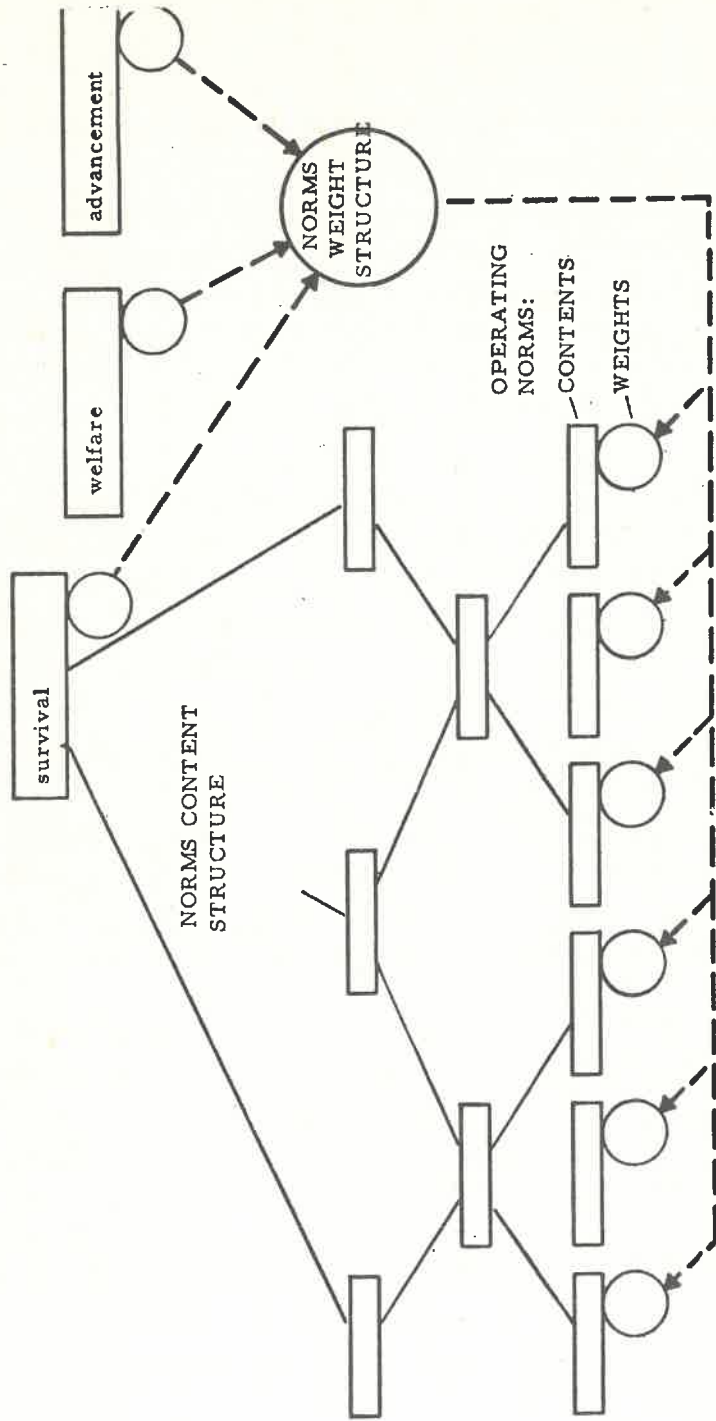 survival
welfare
advancement
NORMS CONTENT
STRUCTURE
NORMS
WEIGHT
STRUCTURE
OPERATING
NORMS:
CONTENTS
WEIGHTS